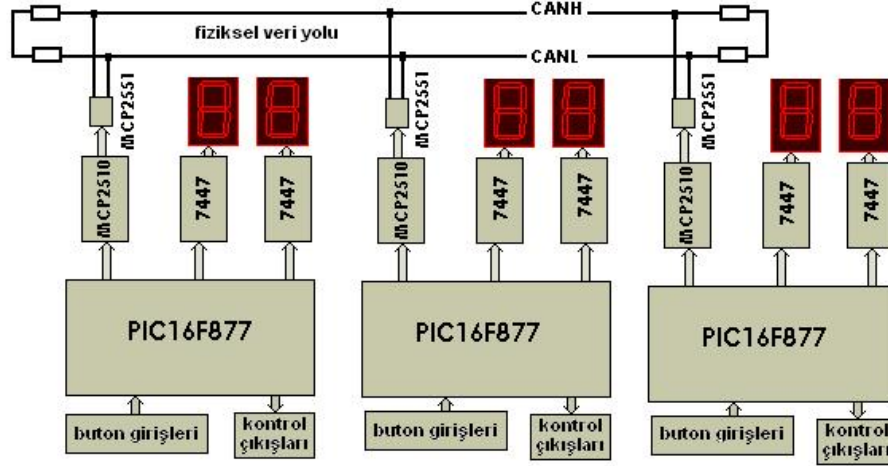 CANH
fiziksel veri yolu
CANL
MCP2551
MCP2551
MCP2551
MCP2510
7447
7447
MCP2510
7447
7447
MCP2510
7447
7447
PIC16F877
PIC16F877
PIC16F877
buton girişleri
kontrol
çıkışları
buton girişleri
kontrol
çıkışları
buton girişleri
kontrol
çıkışları